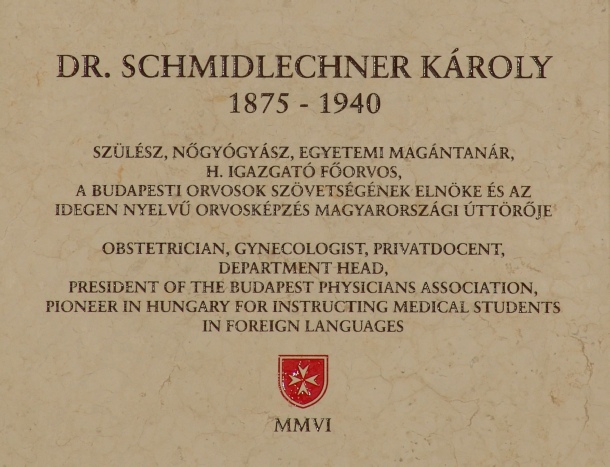 DR. SCHMIDLECHNER KÁROLY
1875 - 1940
SZÜLÉSZ, NŐGYÓGYÁSZ, EGYETEMI MAGÁNTANÁR,
H. IGAZGATÓ FŐORVOS,
A BUDAPESTI ORVOSOK SZÖVETSÉGÉNEK ELNÖKE ÉS AZ
IDEGEN NYELVŰ ORVOSKÉPZÉS MAGYARORSZÁGI ÚTTÖRŐJE
OBSTETRICIAN, GYNECOLOGIST, PRIVATDOCENT,
DEPARTMENT HEAD,
PRESIDENT OF THE BUDAPEST PHYSICIANS ASSOCIATION,
PIONEER IN HUNGARY FOR INSTRUCTING MEDICAL STUDENTS
IN FOREIGN LANGUAGES
MMVI